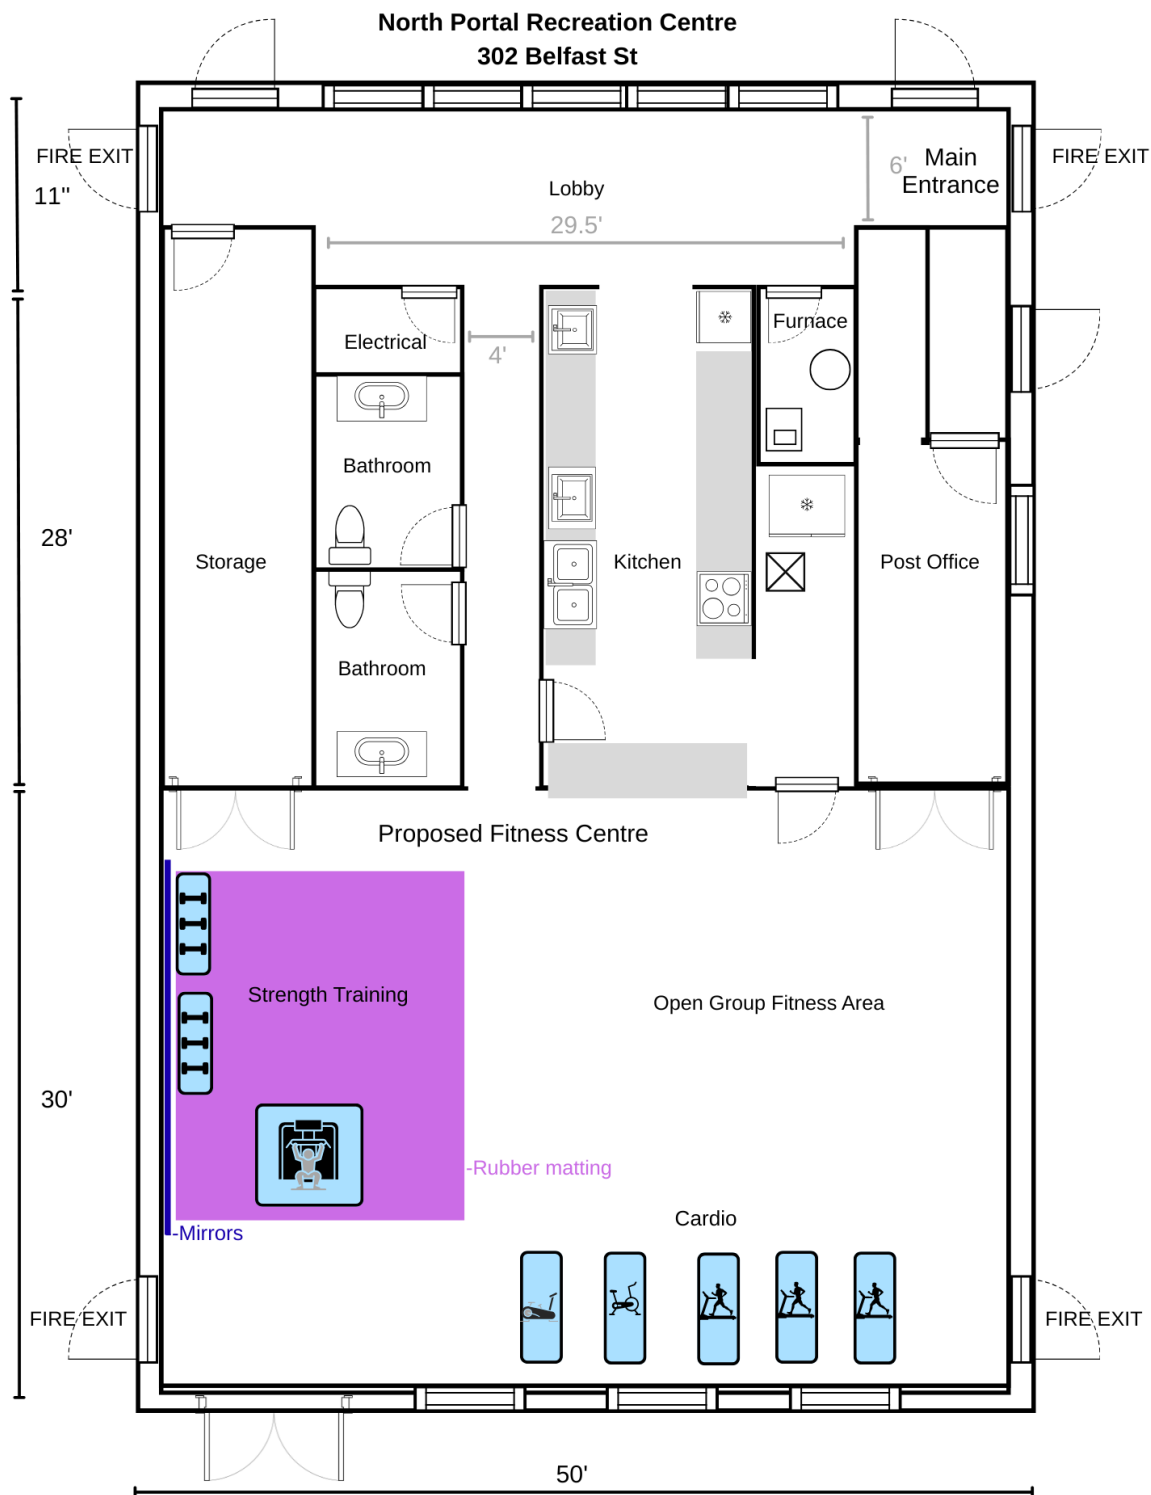 North Portal Recreation Centre
302 Belfast St
FIRE EXIT
FIRE EXIT
6'
Main
Entrance
11"
Lobby
29.5'
Furnace
Electrical
4'
Bathroom
28'
Storage
Kitchen
Post Office
Bathroom
Proposed Fitness Centre
Strength Training
Open Group Fitness Area
30'
-Rubber matting
Cardio
-Mirrors
FIRE EXIT
FIRE EXIT
50'